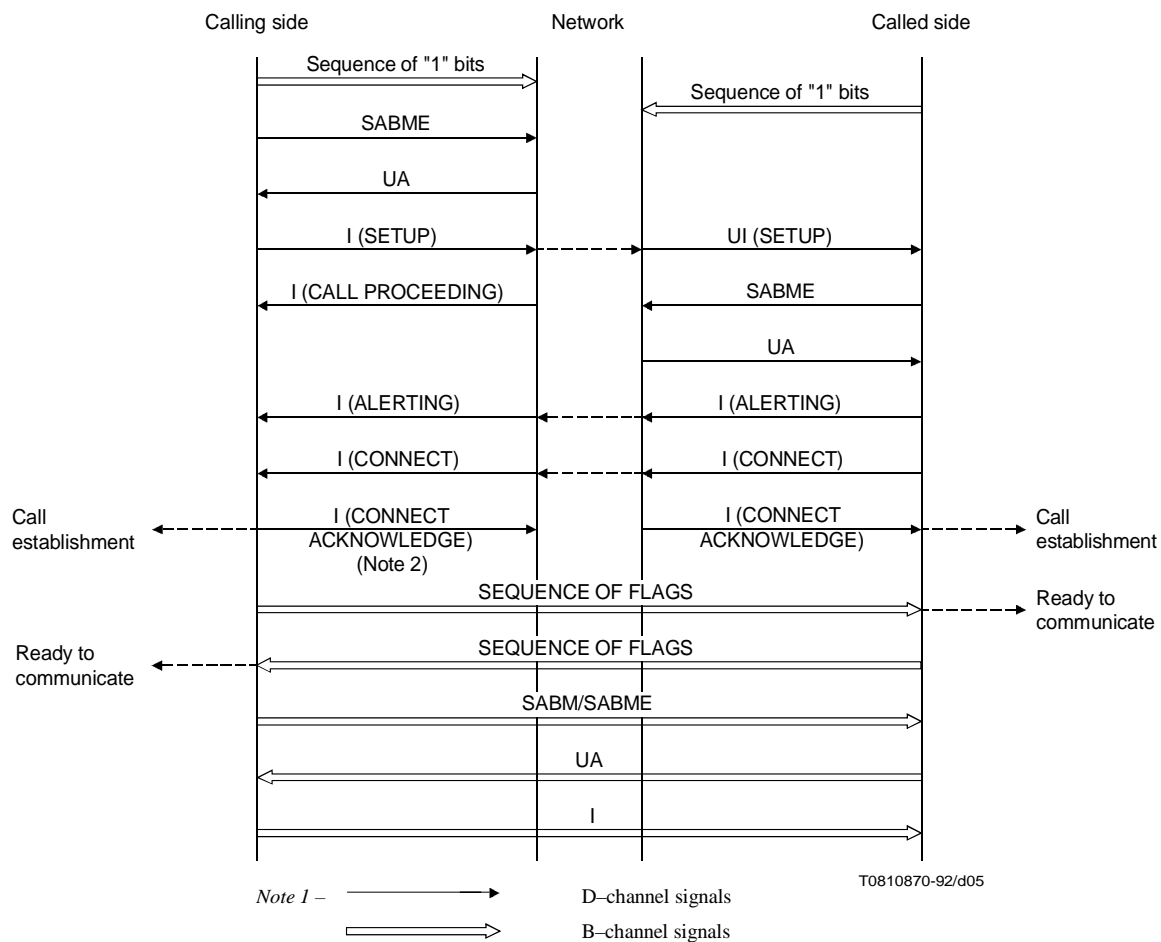 Calling side Network Called side
Sequence of "1" bits
Sequence of "1" bits
SABME
UA
I (SETUP) UI (SETUP)
I (CALL PROCEEDING) SABME
UA
I (ALERTING) I (ALERTING)
I (CONNECT) I (CONNECT)
Call
establishment
I (CONNECT
ACKNOWLEDGE)
(Note 2)
I (CONNECT
ACKNOWLEDGE)
Call
establishment
SEQUENCE OF FLAGS
Ready to
communicate
Ready to
communicate
SEQUENCE OF FLAGS
SABM/SABME
UA
I
T0810870-92/d05
Note 1 – D–channel signals
B–channel signals